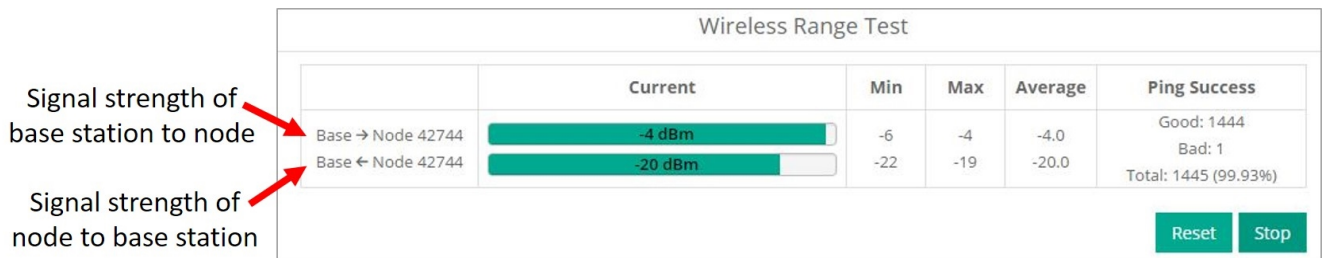 Wireless Range Test
Current Min Max Average Ping Success
Signal strength of
base station to node
Base → Node 42744 -4 dBm -6 -4 -4.0
Base ← Node 42744 -20 dBm -22 -19 -20.0
Good: 1444
Bad: 1
Total: 1445 (99.93%)
Signal strength of
node to base station
Reset Stop